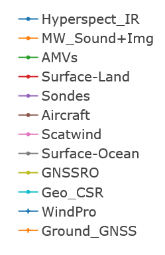 Hyperspect_IR
MW_Sound+Img
AMVs
Surface-Land
Sondes
Aircraft
Scatwind
Surface-Ocean
GNSSRO
Geo_CSR
WindPro
Ground_GNSS